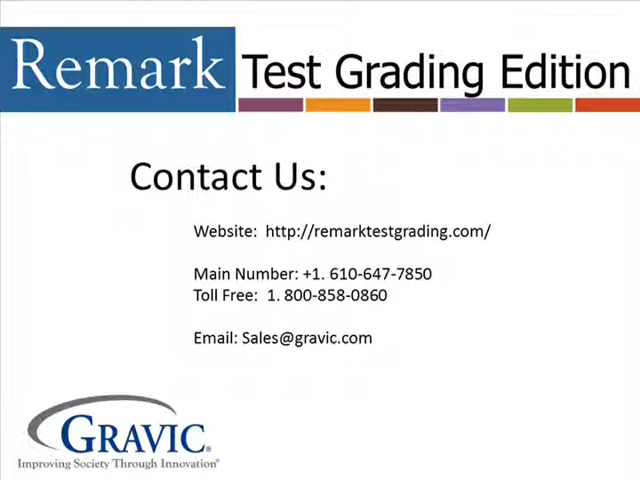 Remark Test Grading Edition
Contact Us:
Website: http://remarktestgrading.com/
Main Number: +1. 610-647-7850
Toll Free: 1. 800-858-0860
Email: Sales@gravic.com
GRAVIC®
Improving Society Through Innovation®